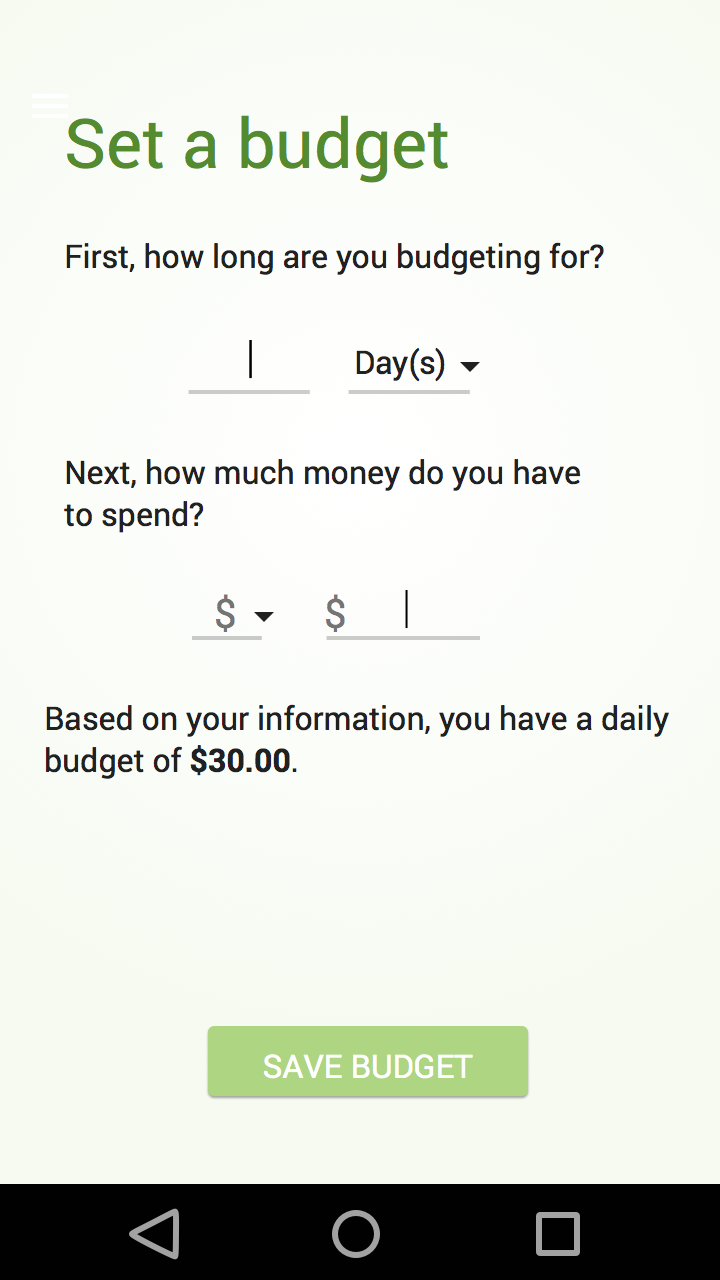 Set a budget
First, how long are you budgeting for?
Day(s)
Next, how much money do you have
to spend?
$ $
Based on your information, you have a daily
budget of $30.00.
SAVE BUDGET